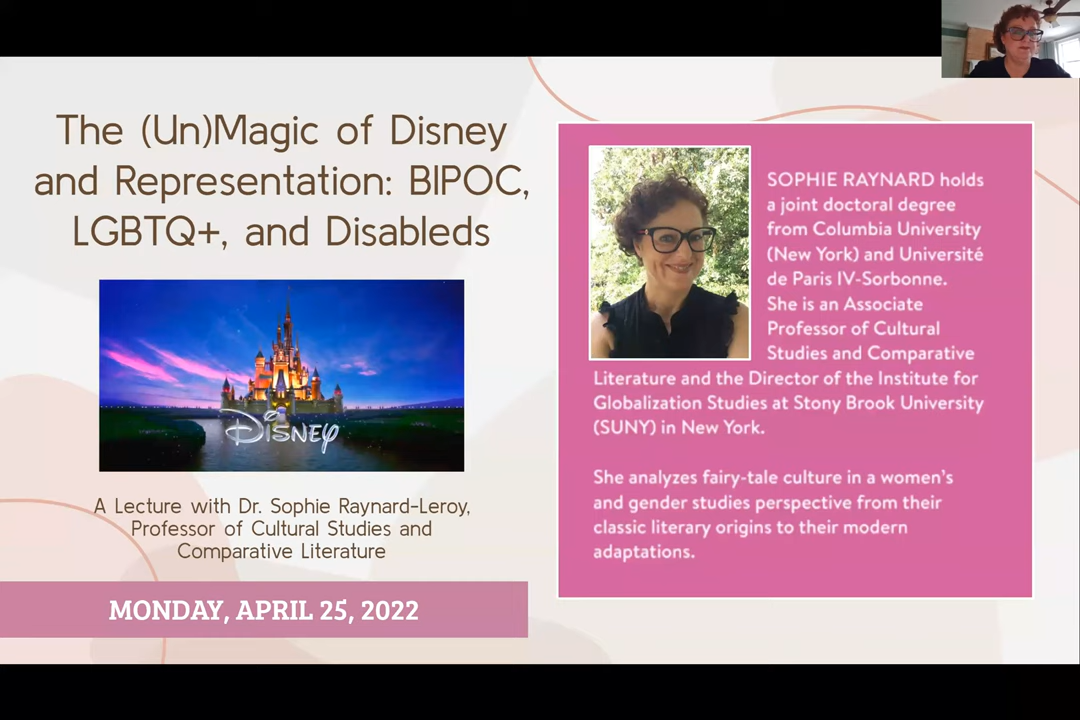 The (Un)Magic of Disney
and Representation: BIPOC,
LGBTQ+, and Disableds
DISNEY
A Lecture with Dr. Sophie Raynard-Leroy,
Professor of Cultural Studies and
Comparative Literature
MONDAY, APRIL 25, 2022
SOPHIE RAYNARD holds
a joint doctoral degree
from Columbia University
(New York) and Université
de Paris IV-Sorbonne.
She is an Associate
Professor of Cultural
Studies and Comparative
Literature and the Director of the Institute for
Globalization Studies at Stony Brook University
(SUNY) in New York.
She analyzes fairy-tale culture in a women's
and gender studies perspective from their
classic literary origins to their modern
adaptations.